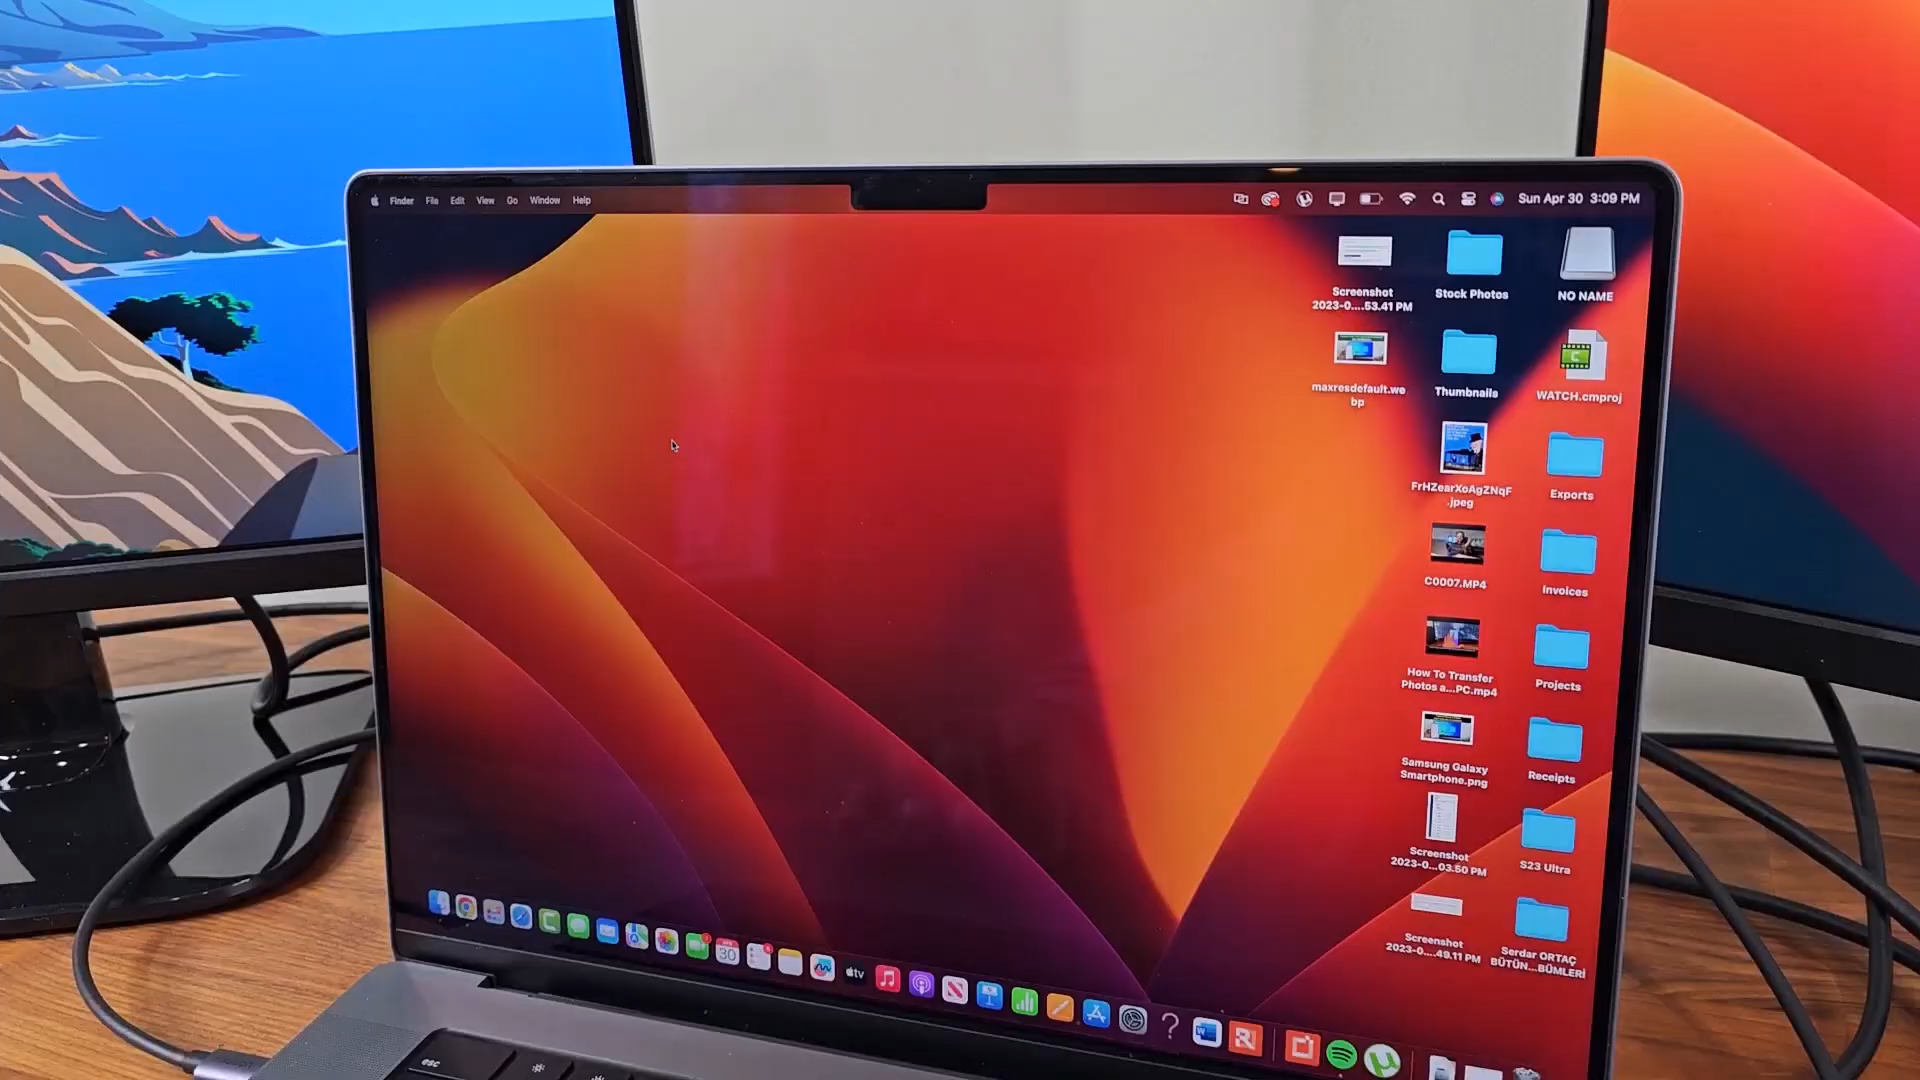 Finder File Edit View Go Window Help
Sun Apr 30 3:09 PM
Screenshot
2023-0....53.41 PM
Stock Photos
NO NAME
maxresdefault.we
bp
Thumbnails
WATCH.cmproj
FrHZearXoAgZNqF
.jpeg
Exports
C0007.MP4
Invoices
How To Transfer
Photos a...PC.mp4
Projects
Samsung Galaxy
Smartphone.png
Receipts
Screenshot
2023-0...03.50 PM
S23 Ultra
Screenshot
2023-0....49.11 PM
Serdar ORTAÇ
BÜTÜN...BÜMLERİ
30
tv
W
esc